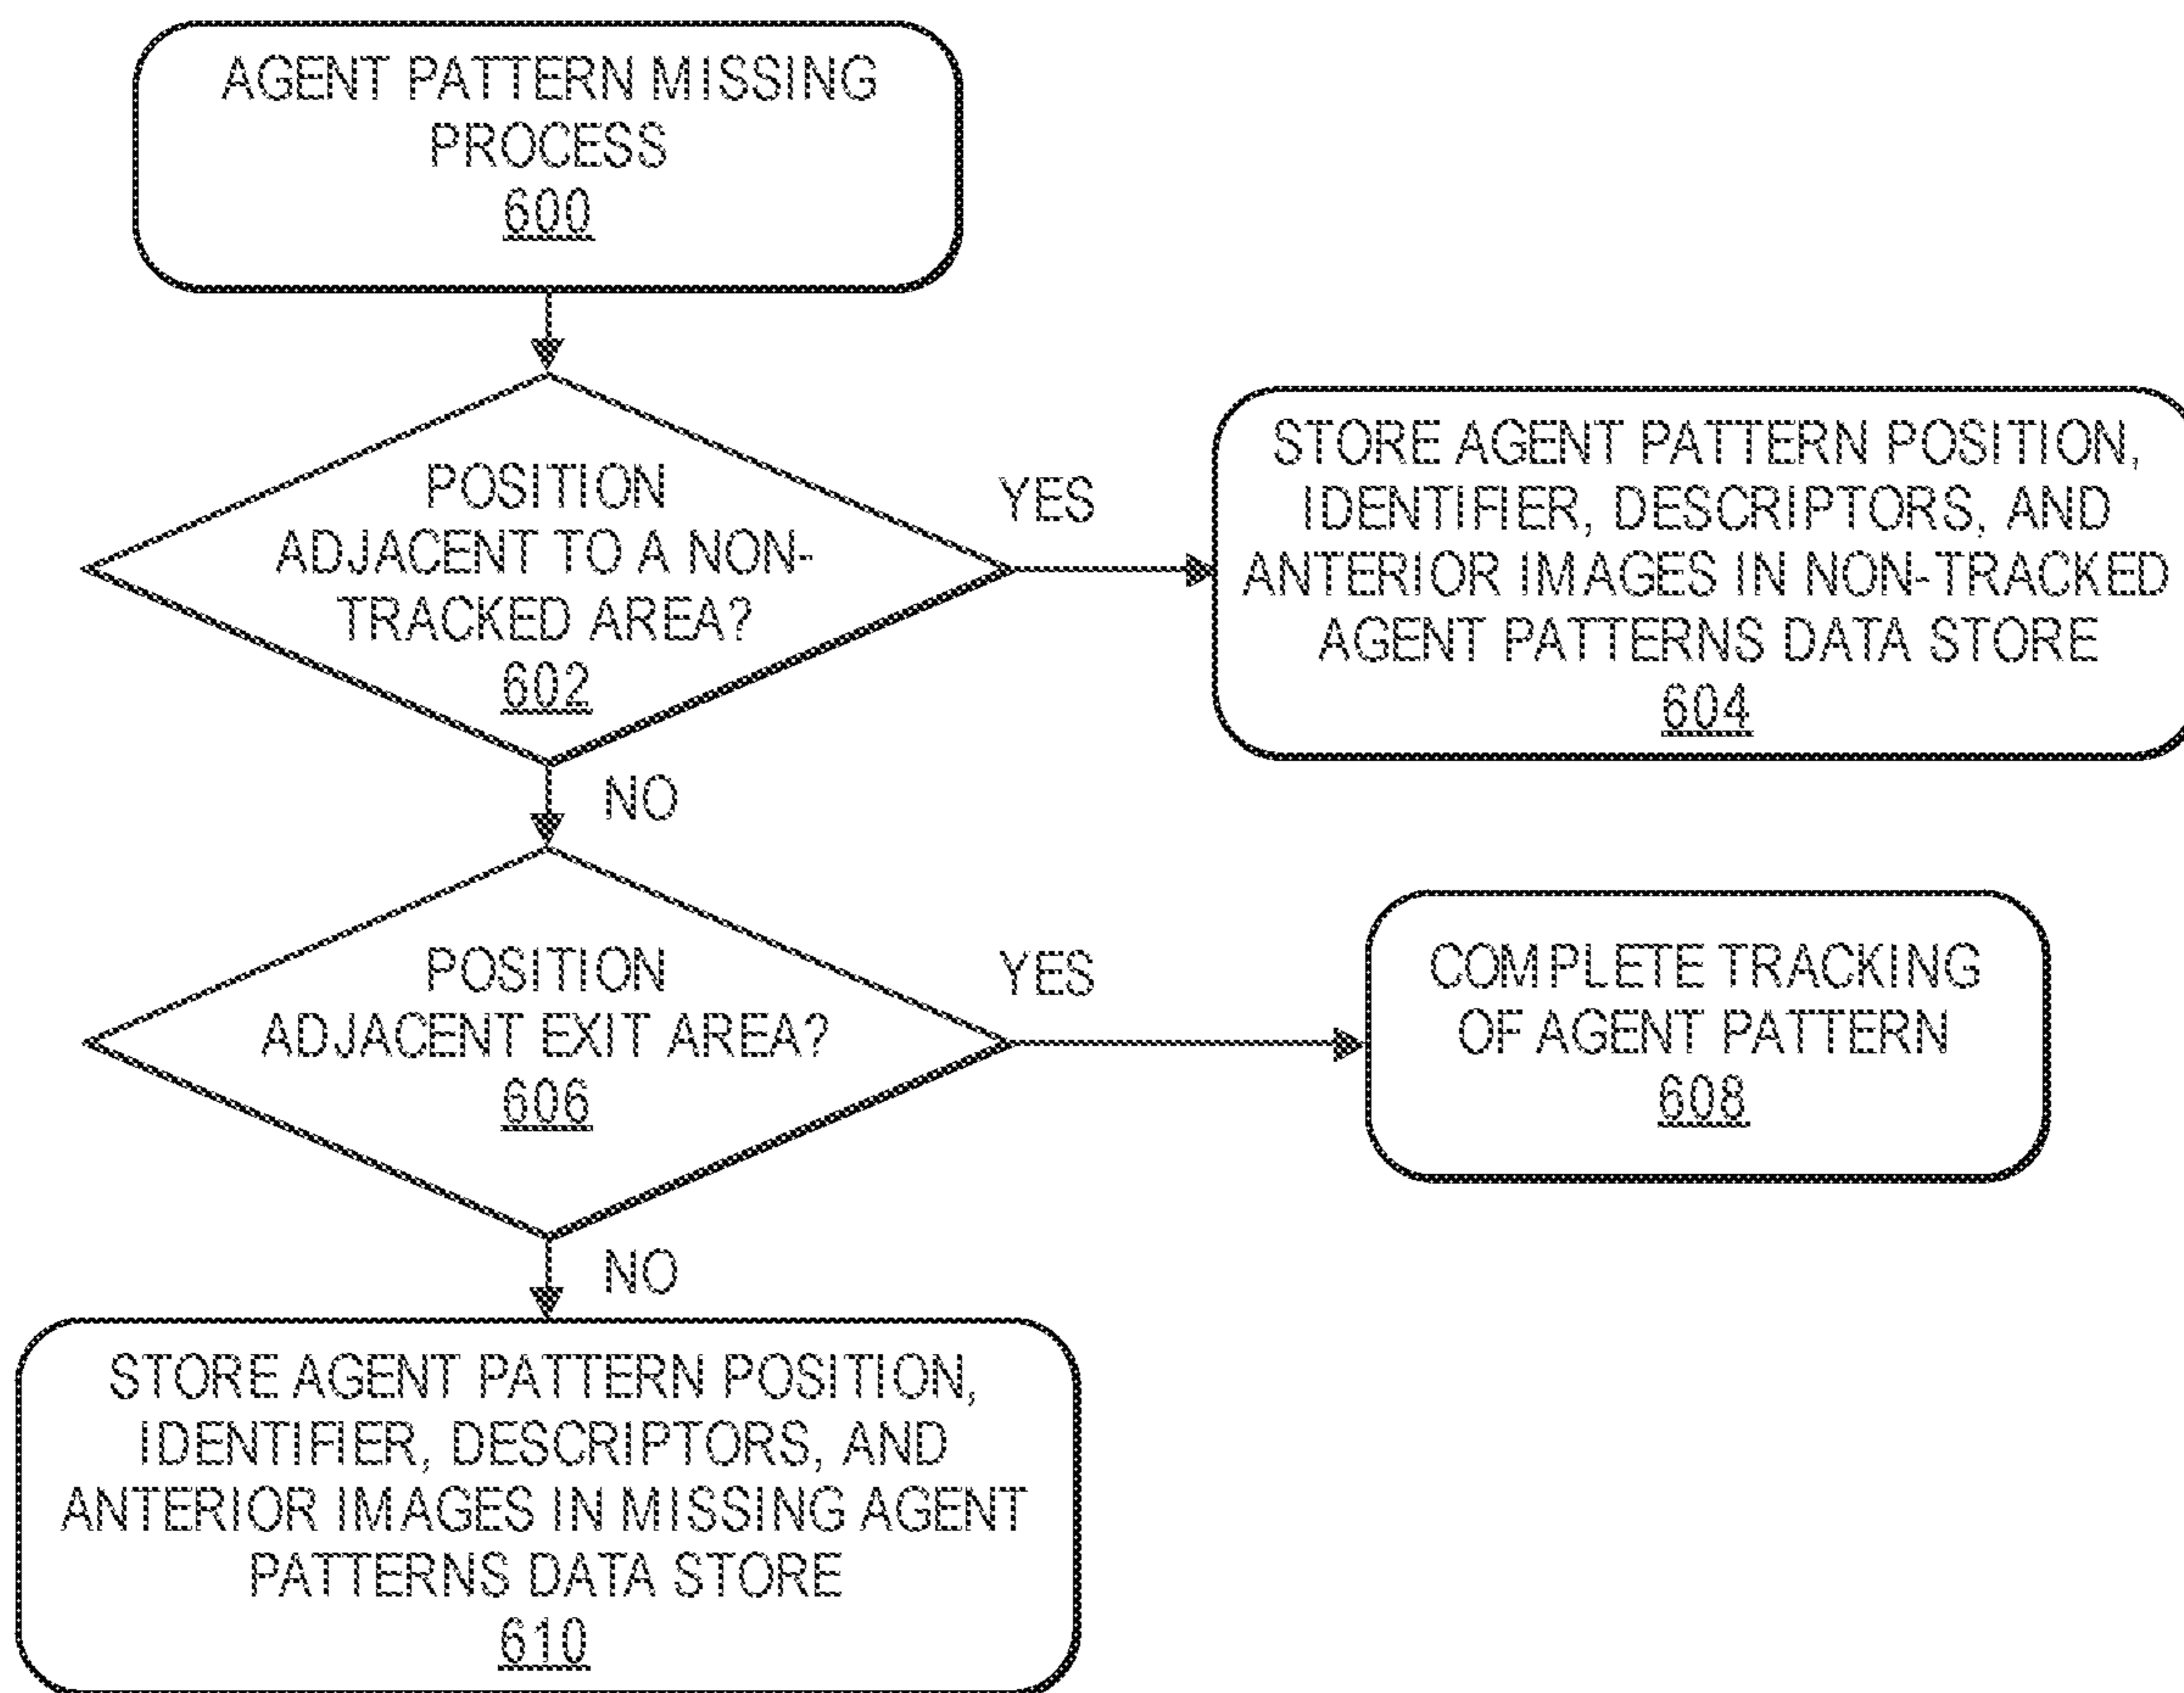 AGENT PATTERN MISSING
PROCESS
600
POSITION
ADJACENT TO A NON-
TRACKED AREA?
602
YES
STORE AGENT PATTERN POSITION,
IDENTIFIER, DESCRIPTORS, AND
ANTERIOR IMAGES IN NON-TRACKED
AGENT PATTERNS DATA STORE
604
NO
POSITION
ADJACENT EXIT AREA?
606
YES
COMPLETE TRACKING
OF AGENT PATTERN
608
NO
STORE AGENT PATTERN POSITION,
IDENTIFIER, DESCRIPTORS, AND
ANTERIOR IMAGES IN MISSING AGENT
PATTERNS DATA STORE
610